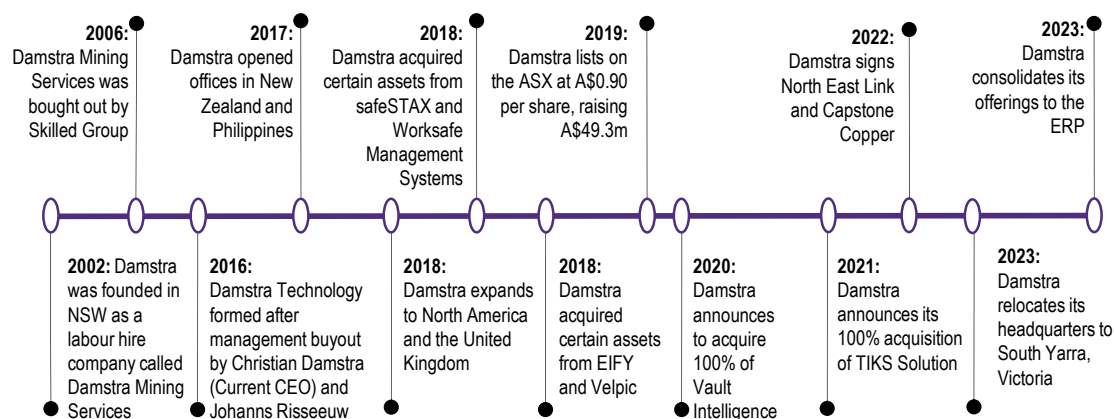 2006:
Damstra Mining
Services was
bought out by
Skilled Group
2017:
Damstra opened
offices in New
Zealand and
Philippines
2018:
Damstra acquired
certain assets from
safeSTAX and
Worksafe
Management
Systems
2019:
Damstra lists on
the ASX at A$0.90
per share, raising
A$49.3m
2022:
Damstra signs
North East Link
and Capstone
Copper
2023:
Damstra
consolidates its
offerings to the
ERP
2002: Damstra
was founded in
NSW as a
labour hire
company called
Damstra Mining
Services
2016:
Damstra Technology
formed after
management buyout
by Christian Damstra
(Current CEO) and
Johanns Risseeuw
2018:
Damstra expands
to North America
and the United
Kingdom
2018:
Damstra
acquired
certain assets
from EIFY
and Velpic
2020:
Damstra
announces
to acquire
100% of
Vault
Intelligence
2021:
Damstra
announces its
100% acquisition
of TIKS Solution
2023:
Damstra
relocates its
headquarters to
South Yarra,
Victoria